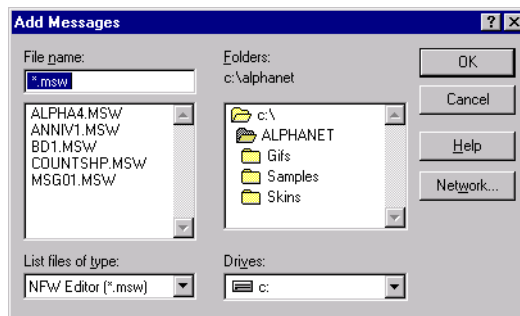 Add Messages
File name:
*.msw
ALPHA4.MSW
ANNIV1.MSW
BD1.MSW
COUNTSHP.MSW
MSG01.MSW
List files of type:
NFW Editor (*.msw)
Folders:
c:\alphanet
c:\
ALPHANET
Gifs
Samples
Skins
Drives:
c:
OK
Cancel
Help
Network...